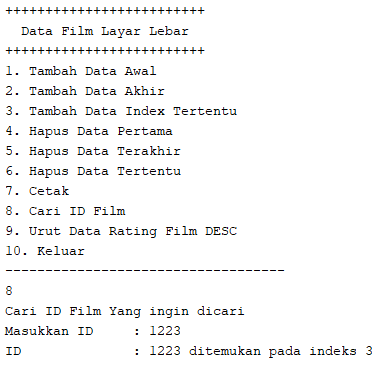 +++++++++++++++++++++++++
Data Film Layar Lebar
+++++++++++++++++++++++++
1. Tambah Data Awal
2. Tambah Data Akhir
3. Tambah Data Index Tertentu
4. Hapus Data Pertama
5. Hapus Data Terakhir
6. Hapus Data Tertentu
7. Cetak
8. Cari ID Film
9. Urut Data Rating Film DESC
10. Keluar
-----------------------------------
8
Cari ID Film Yang ingin dicari
Masukkan ID     : 1223
ID              : 1223 ditemukan pada indeks 3